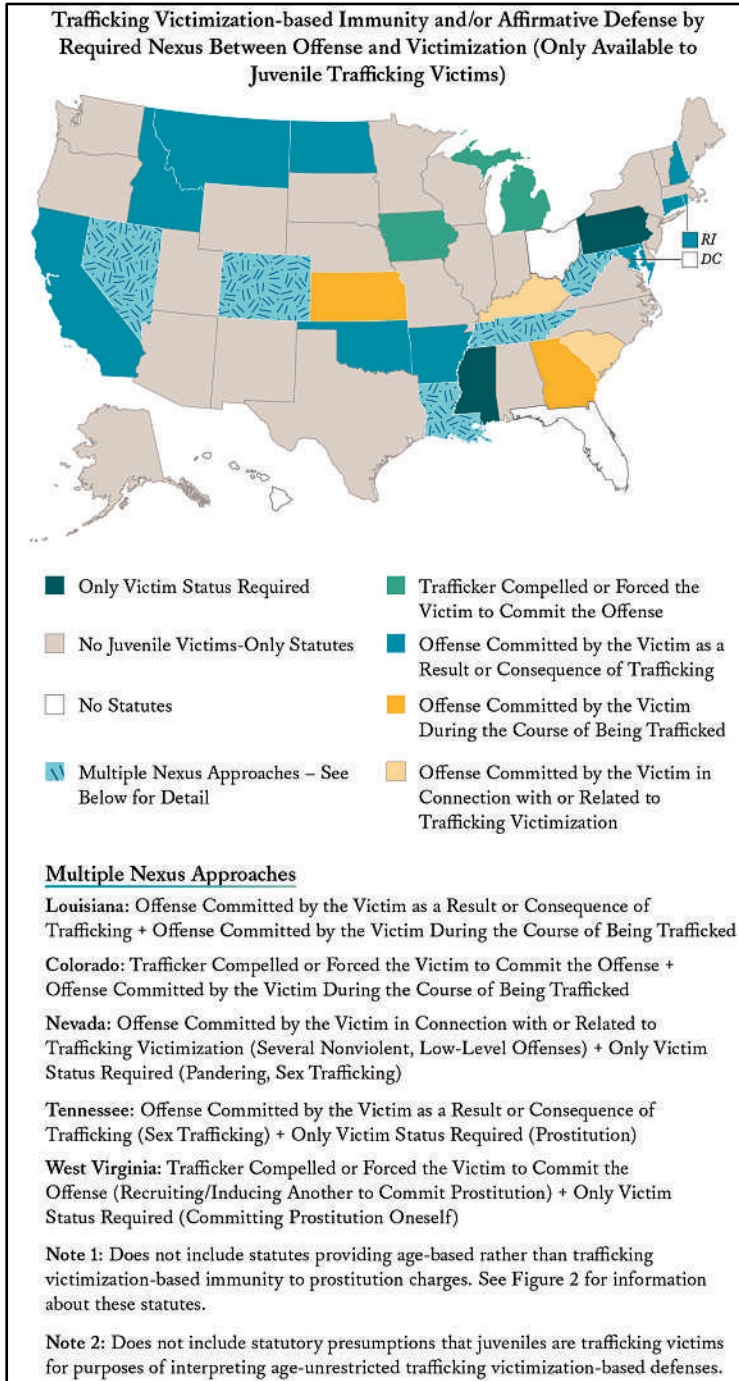 Trafficking Victimization-based Immunity and/or Affirmative Defense by
Required Nexus Between Offense and Victimization (Only Available to
Juvenile Trafficking Victims)
RI
DC
Only Victim Status Required
No Juvenile Victims-Only Statutes
No Statutes
Multiple Nexus Approaches – See
Below for Detail
Trafficker Compelled or Forced the
Victim to Commit the Offense
Offense Committed by the Victim as a
Result or Consequence of Trafficking
Offense Committed by the Victim
During the Course of Being Trafficked
Offense Committed by the Victim in
Connection with or Related to
Trafficking Victimization
Multiple Nexus Approaches
Louisiana: Offense Committed by the Victim as a Result or Consequence of
Trafficking + Offense Committed by the Victim During the Course of Being Trafficked
Colorado: Trafficker Compelled or Forced the Victim to Commit the Offense +
Offense Committed by the Victim During the Course of Being Trafficked
Nevada: Offense Committed by the Victim in Connection with or Related to
Trafficking Victimization (Several Nonviolent, Low-Level Offenses) + Only Victim
Status Required (Pandering, Sex Trafficking)
Tennessee: Offense Committed by the Victim as a Result or Consequence of
Trafficking (Sex Trafficking) + Only Victim Status Required (Prostitution)
West Virginia: Trafficker Compelled or Forced the Victim to Commit the
Offense (Recruiting/Inducing Another to Commit Prostitution) + Only Victim
Status Required (Committing Prostitution Oneself)
Note 1: Does not include statutes providing age-based rather than trafficking
victimization-based immunity to prostitution charges. See Figure 2 for information
about these statutes.
Note 2: Does not include statutory presumptions that juveniles are trafficking victims
for purposes of interpreting age-unrestricted trafficking victimization-based defenses.